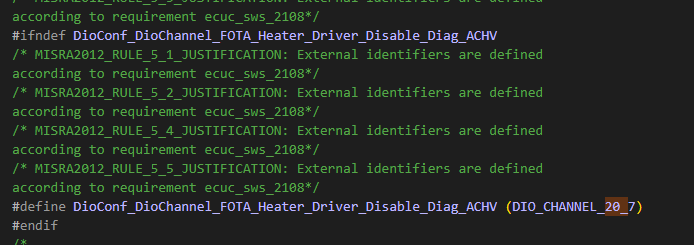 /* MISRA2012_RULE_5_5_JUSTIFICATION: External identifiers are defined
according to requirement ecuc_sws_2108*/
#ifndef DioConf_DioChannel_FOTA_Heater_Driver_Disable_Diag_ACHV
/* MISRA2012_RULE_5_1_JUSTIFICATION: External identifiers are defined
according to requirement ecuc_sws_2108*/
/* MISRA2012_RULE_5_2_JUSTIFICATION: External identifiers are defined
according to requirement ecuc_sws_2108*/
/* MISRA2012_RULE_5_4_JUSTIFICATION: External identifiers are defined
according to requirement ecuc_sws_2108*/
/* MISRA2012_RULE_5_5_JUSTIFICATION: External identifiers are defined
according to requirement ecuc_sws_2108*/
#define DioConf_DioChannel_FOTA_Heater_Driver_Disable_Diag_ACHV (DIO_CHANNEL_20_7)
#endif
/*